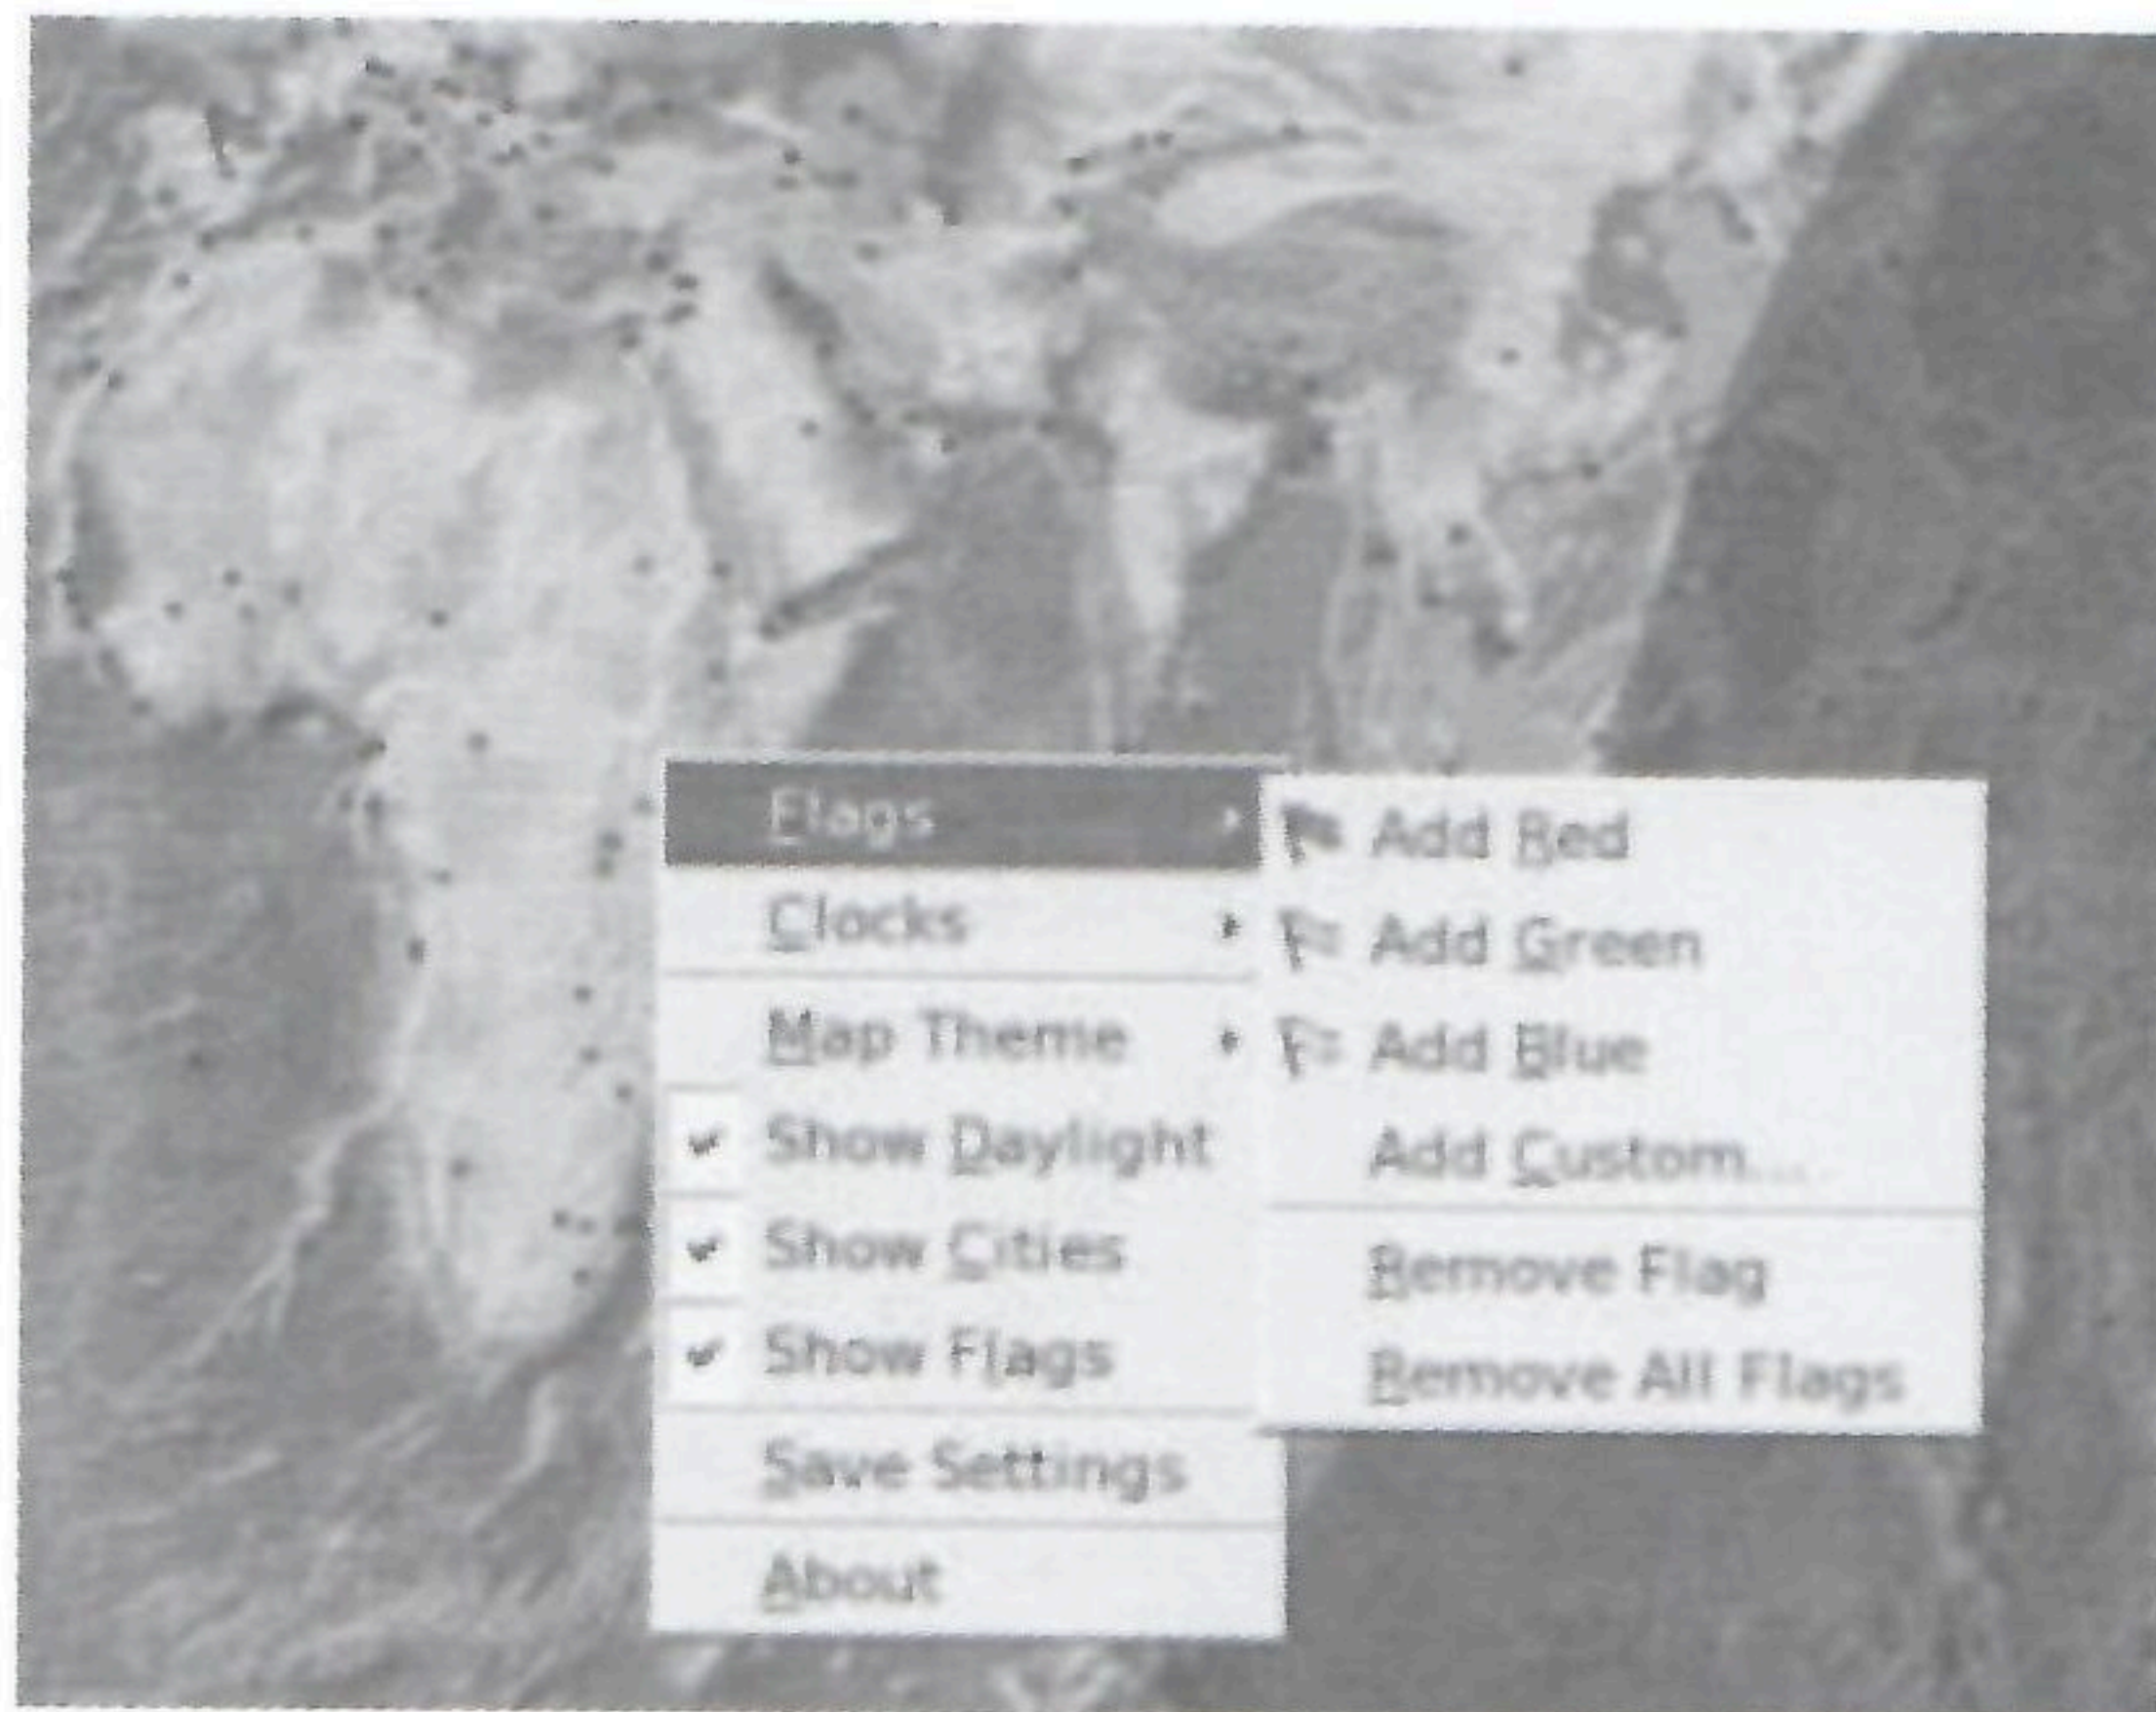 Flags
Clocks
Map Theme
Show Daylight
Show Cities
Show Flags
Save Settings
About
Add Red
Add Green
Add Blue
Add Custom...
Remove Flag
Remove All Flags